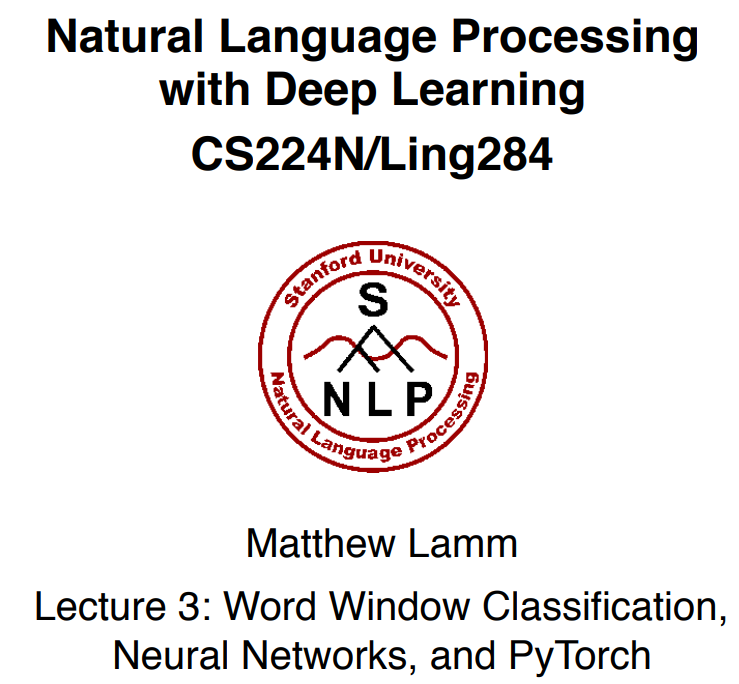 Natural Language Processing
with Deep Learning
CS224N/Ling284
Stanford University
S
NLP
Natural Language Processing
Matthew Lamm
Lecture 3: Word Window Classification,
Neural Networks, and PyTorch